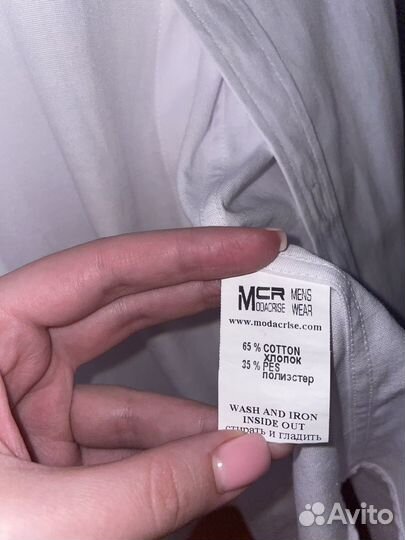 MCR MENS
MODACRISE WEAR
www.modacrise.com
65 % COTTON
ХЛОПОК
35 % PES
ПОЛИЭСТЕР
WASH AND IRON
INSIDE OUT
стирать и гладить
Avito